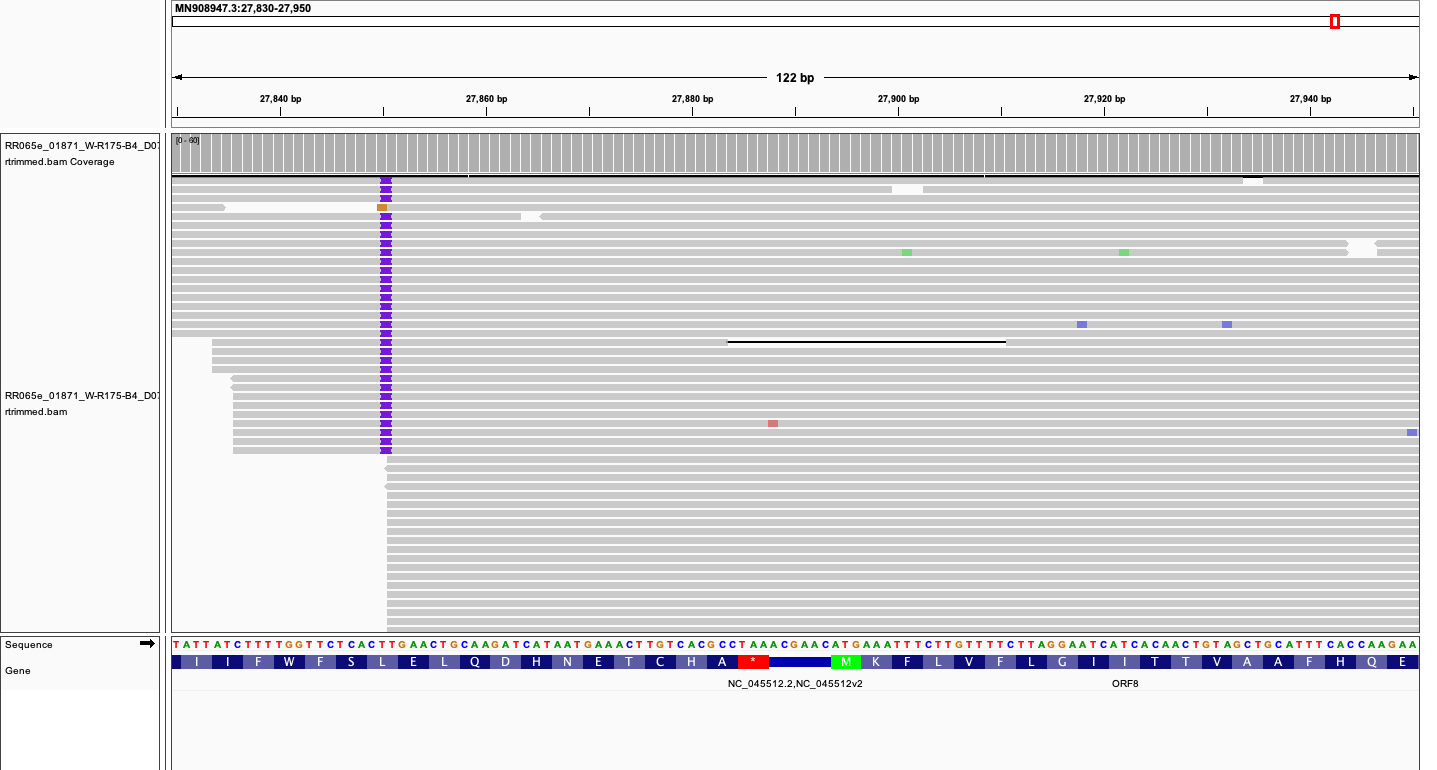 MN908947.3:27,830-27,950
122 bp
27,840 bp 27,860 bp 27,880 bp 27,900 bp 27,920 bp 27,940 bp
[0 - 60]
RR065e_01871_W-R175-B4_D07
rtrimmed.bam Coverage
RR065e_01871_W-R175-B4_D07
rtrimmed.bam
Sequence
TATTATCTTTTGGTTCTCACTTGAACTGCAAGATCATAATGAAACTTGTCACGCCTAAACGAACATGAAATTTCTTGTTTTCTTAGGAATCATCACAACTGTAGCTGCATTTCACCAAGAA
Gene
I I F W F S L E L Q D H N E T C H A * M K F L V F L G I I T T V A A F H Q E
NC_045512.2,NC_045512v2 ORF8